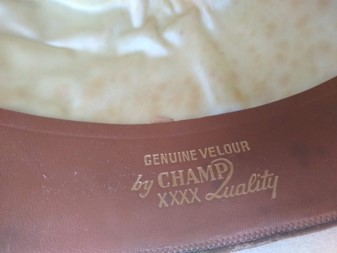 GENUINE VELOUR
by CHAMP
XXXX Quality